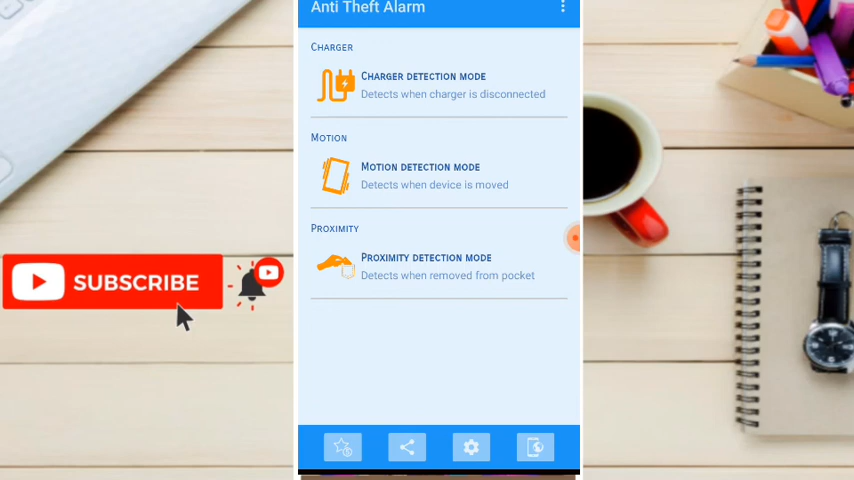 Anti Theft Alarm
CHARGER
CHARGER DETECTION MODE
Detects when charger is disconnected
MOTION
MOTION DETECTION MODE
Detects when device is moved
PROXIMITY
PROXIMITY DETECTION MODE
Detects when removed from pocket
SUBSCRIBE